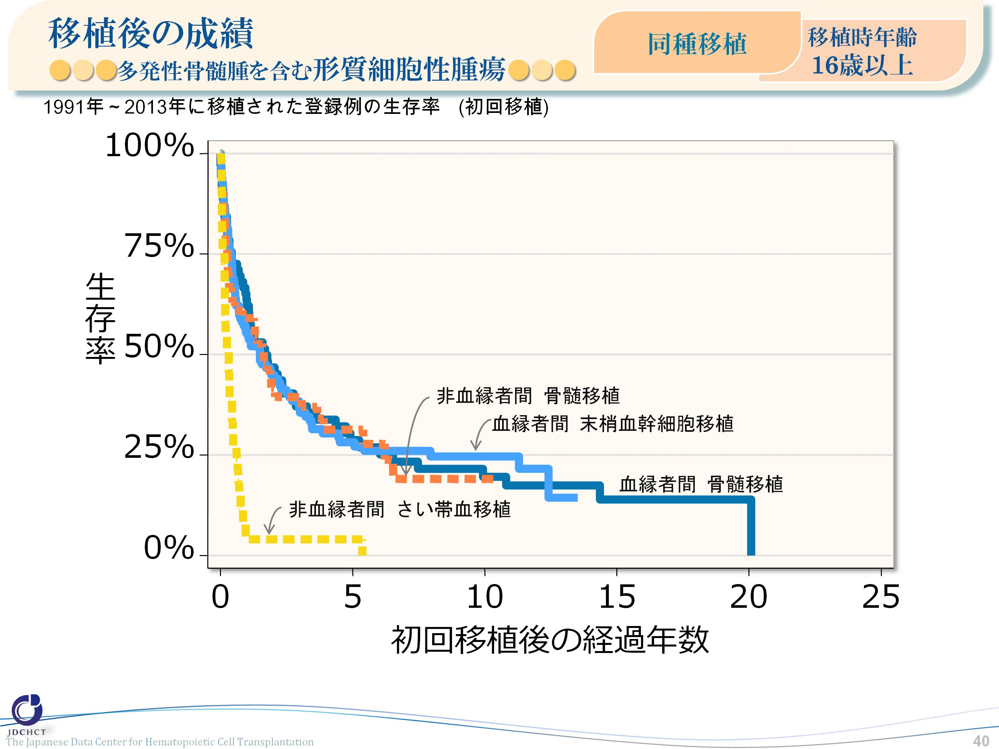 移植後の成績
多発性骨髄腫を含む形質細胞性腫瘍
同種移植
移植時年齢
16歳以上
1991年～2013年に移植された登録例の生存率　(初回移植)
100%
75%
50%
25%
0%
生存率
非血縁者間 骨髄移植
血縁者間 末梢血幹細胞移植
血縁者間 骨髄移植
非血縁者間 さい帯血移植
0 5 10 15 20 25
初回移植後の経過年数
JDCHCT
The Japanese Data Center for Hematopoietic Cell Transplantation
40